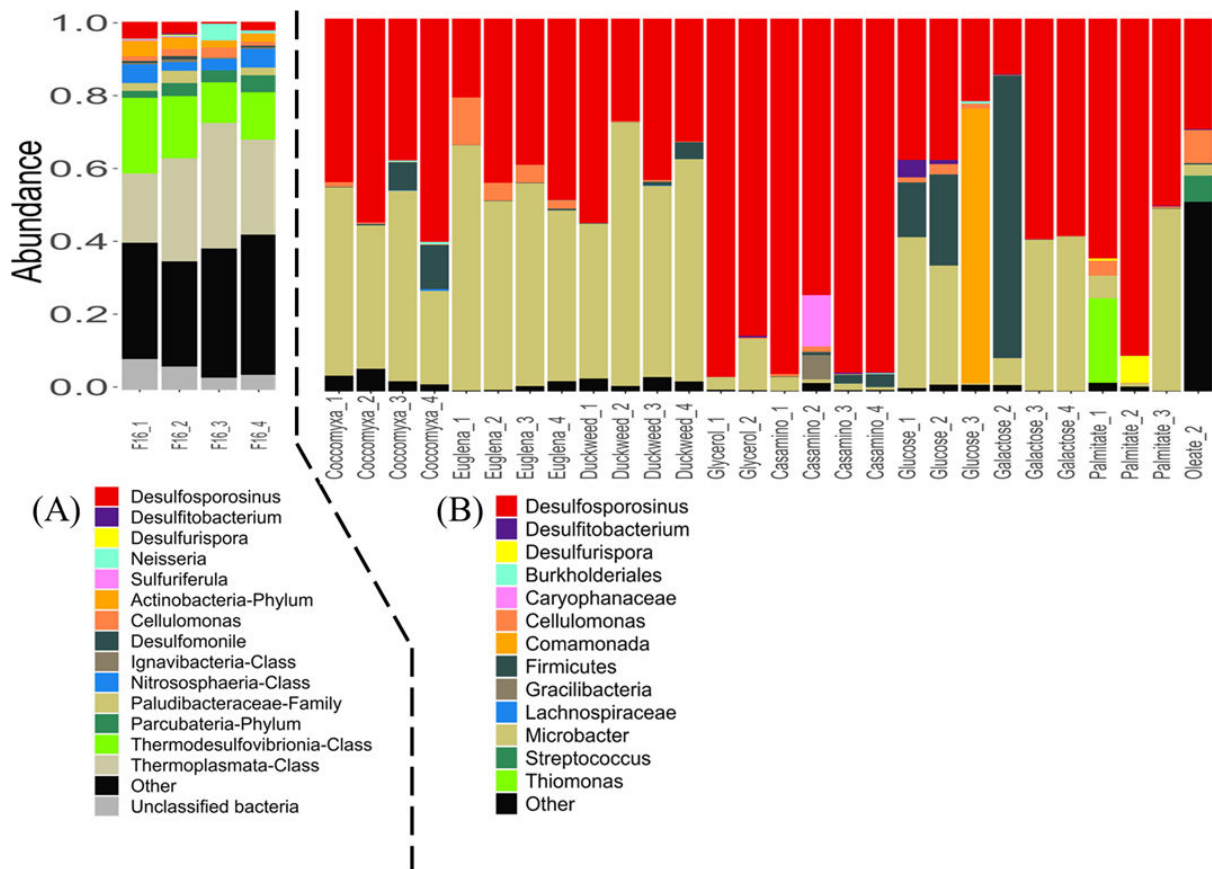 Abundance
1.0
0.8
0.6
0.4
0.2
0.0
F16_1
F16_2
F16_3
F16_4
Coccomyxa_1
Coccomyxa_2
Coccomyxa_3
Coccomyxa_4
Euglena_1
Euglena_2
Euglena_3
Euglena_4
Duckweed_1
Duckweed_2
Duckweed_3
Duckweed_4
Glycerol_1
Glycerol_2
Casamino_1
Casamino_2
Casamino_3
Casamino_4
Glucose_1
Glucose_2
Glucose_3
Galactose_2
Galactose_3
Galactose_4
Palmitate_1
Palmitate_2
Palmitate_3
Oleate_2
(A)
Desulfosporosinus
Desulfitobacterium
Desulfurispora
Neisseria
Sulfuriferula
Actinobacteria-Phylum
Cellulomonas
Desulfomonile
Ignavibacteria-Class
Nitrososphaeria-Class
Paludibacteraceae-Family
Parcubateria-Phylum
Thermodesulfovibrionia-Class
Thermoplasmata-Class
Other
Unclassified bacteria
(B)
Desulfosporosinus
Desulfitobacterium
Desulfurispora
Burkholderiales
Caryophanaceae
Cellulomonas
Comamonada
Firmicutes
Gracilibacteria
Lachnospiraceae
Microbacter
Streptococcus
Thiomonas
Other